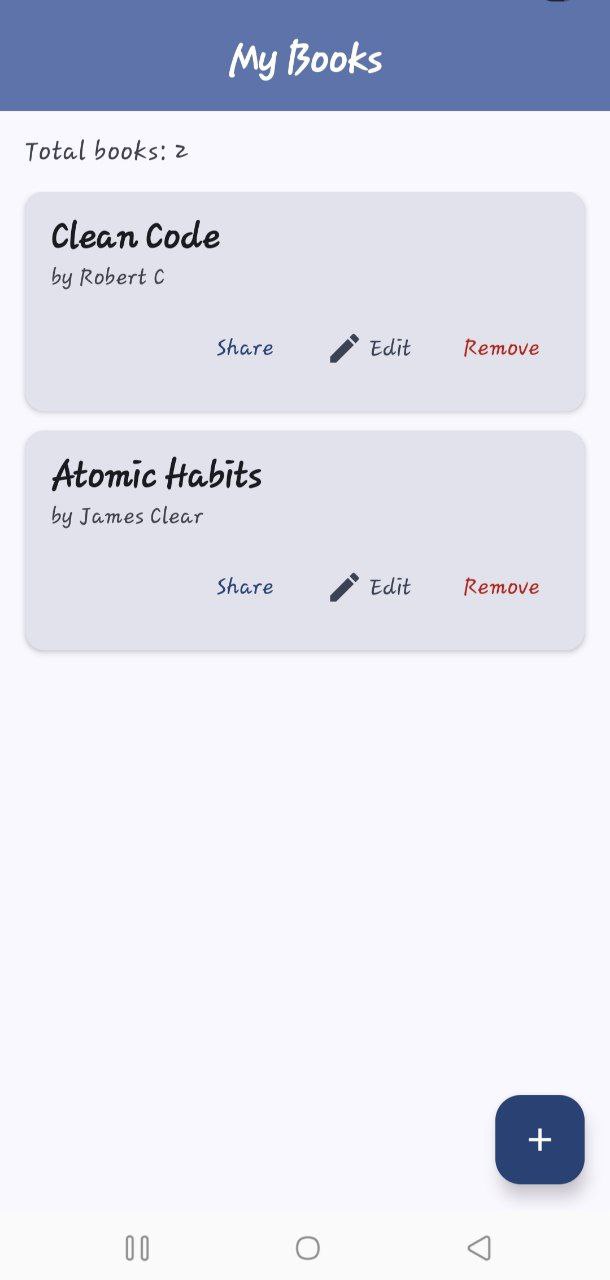 My Books
Total books: 2
Clean Code
by Robert C
Share Edit Remove
Atomic Habits
by James Clear
Share Edit Remove
+